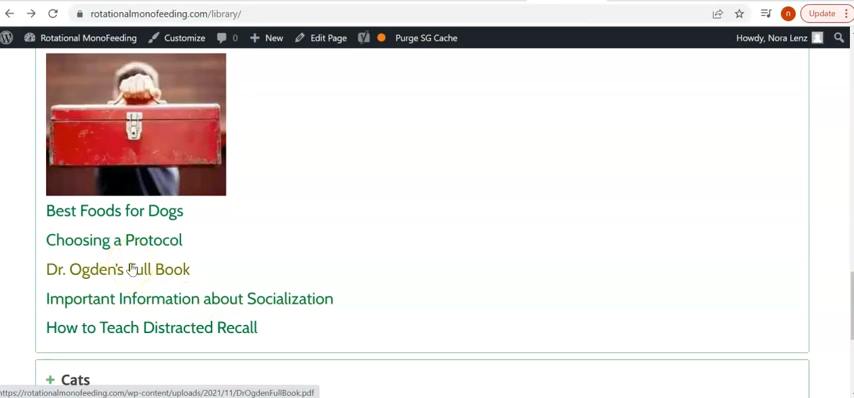 rotationalmonofeeding.com/library/
n
Update
Rotational MonoFeeding
Customize
0
New
Edit Page
Purge SG Cache
Howdy, Nora Lenz
Best Foods for Dogs
Choosing a Protocol
Dr. Ogden's Full Book
Important Information about Socialization
How to Teach Distracted Recall
+ Cats
https://rotationalmonofeeding.com/wp-content/uploads/2021/11/DrOgdenFullBook.pdf